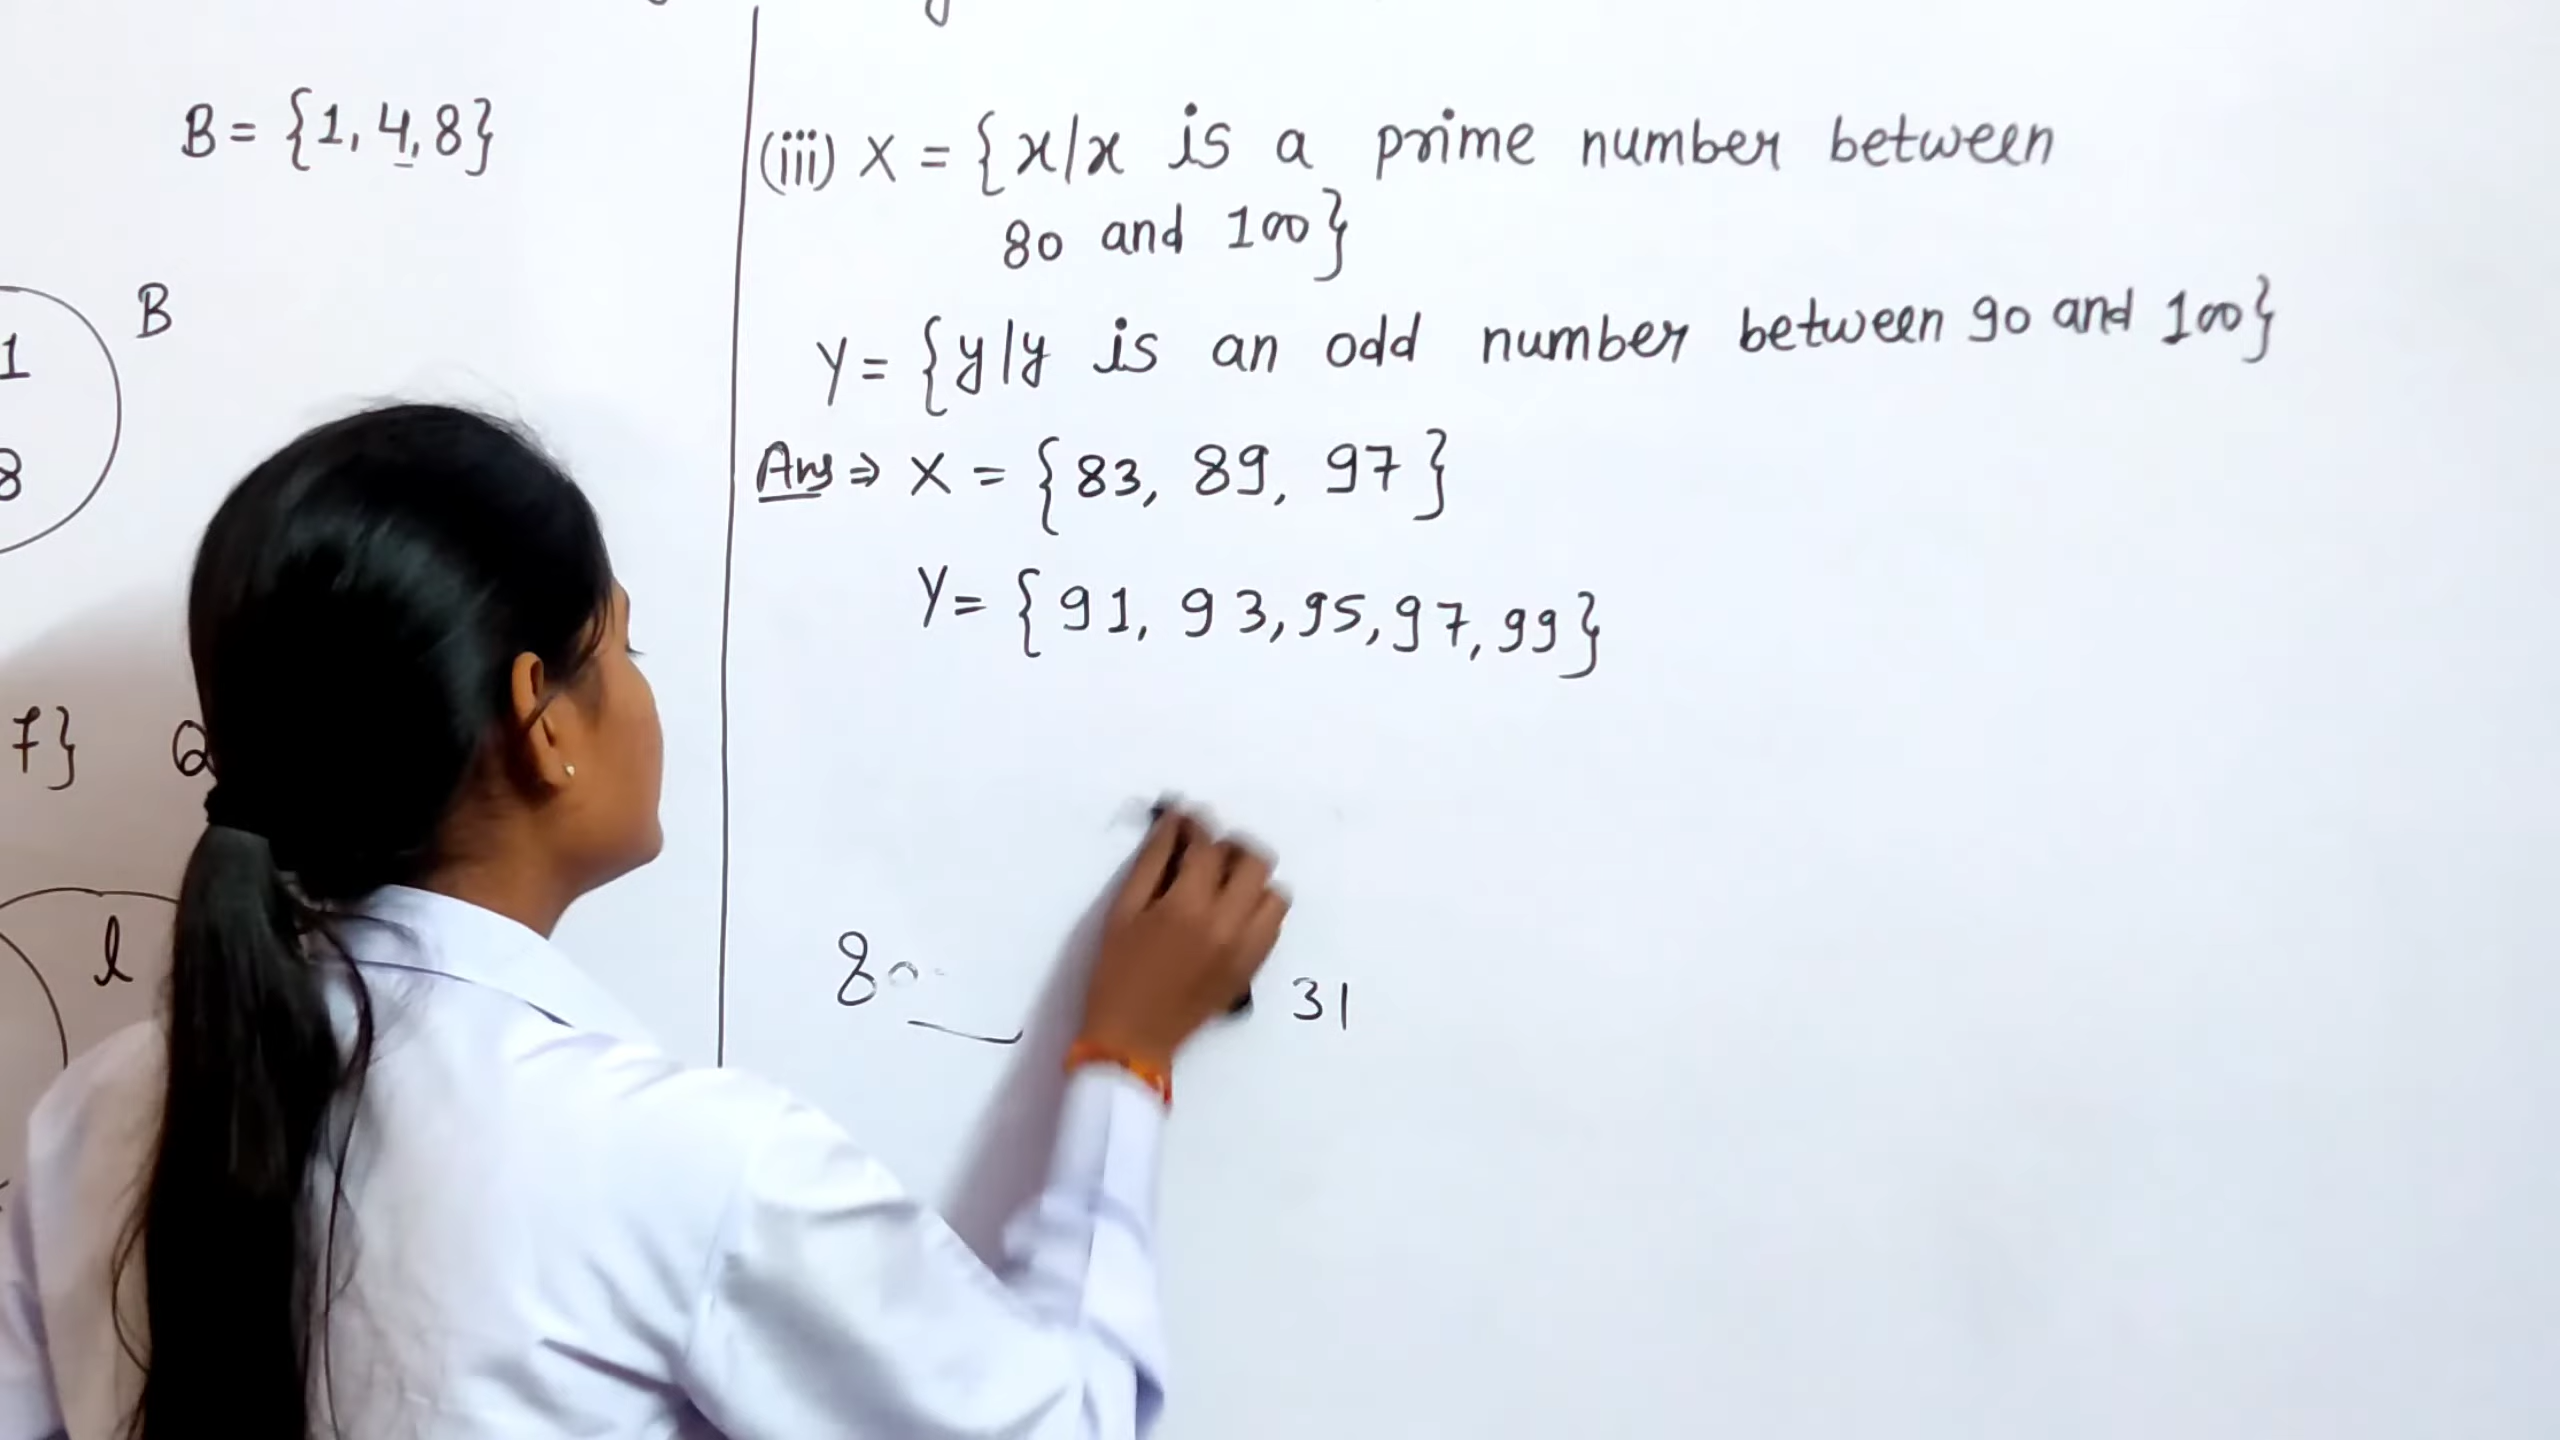 B = {1, 4, 8}
B
1
8
7} Q
l
(iii) X = {x/x is a prime number between
80 and 100}
Y = {y/y is an odd number between 90 and 100}
Ans ⇒ X = {83, 89, 97}
Y = {91, 93, 95, 97, 99}
80
31